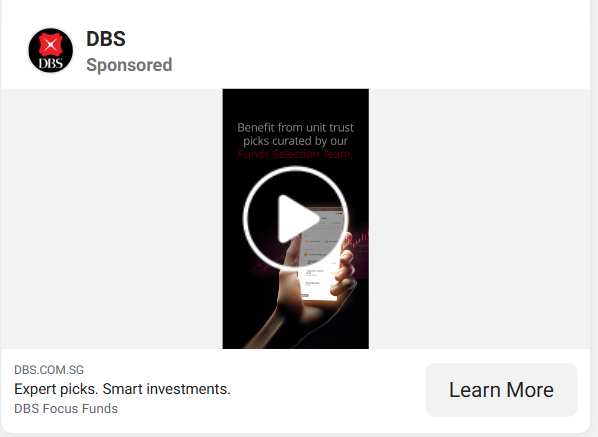 DBS
DBS
Sponsored
Benefit from unit trust
picks curated by our
Funds Selection Team,
DBS.COM.SG
Expert picks. Smart investments.
DBS Focus Funds
Learn More